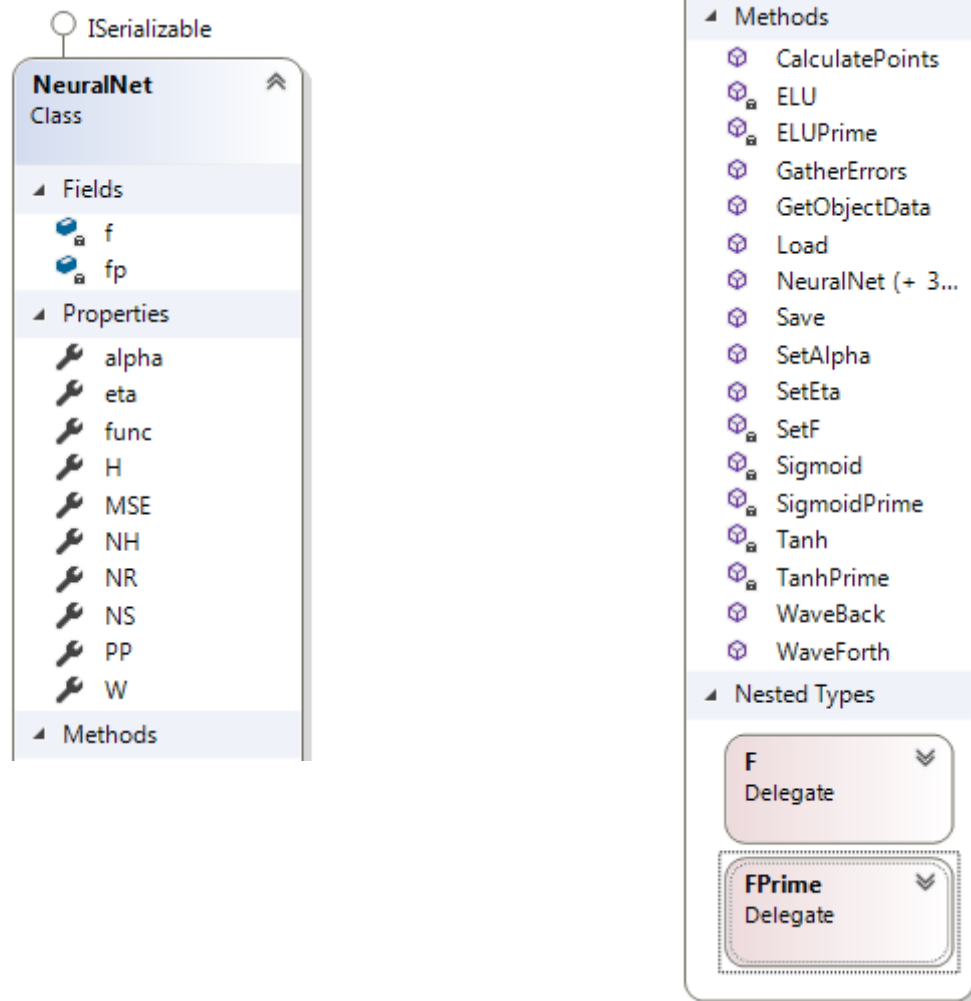 ISerializable
NeuralNet
Class
Fields
f
fp
Properties
alpha
eta
func
H
MSE
NH
NR
NS
PP
W
Methods
Methods
CalculatePoints
ELU
ELUPrime
GatherErrors
GetObjectData
Load
NeuralNet (+ 3...
Save
SetAlpha
SetEta
SetF
Sigmoid
SigmoidPrime
Tanh
TanhPrime
WaveBack
WaveForth
Nested Types
F
Delegate
FPrime
Delegate